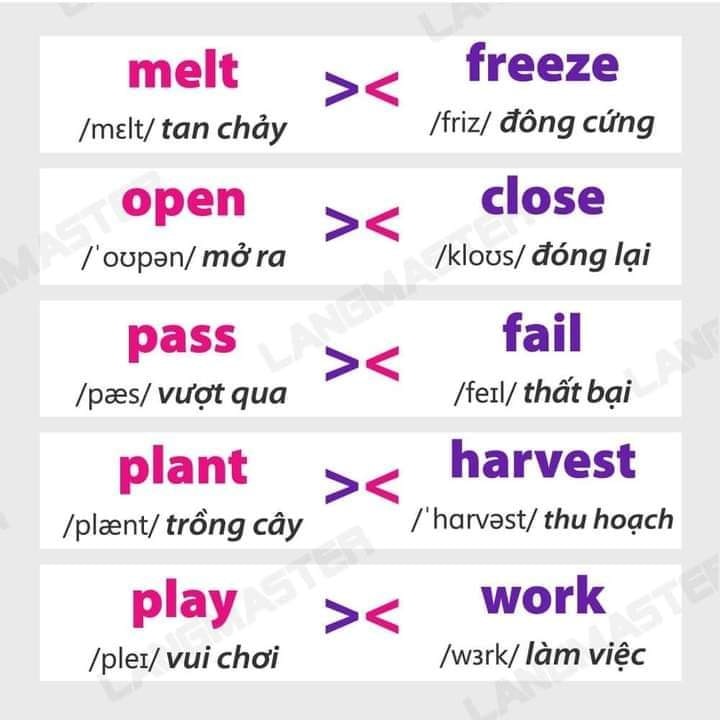 melt >< freeze
/mɛlt/ tan chảy /friz/ đông cứng
open >< close
/ˈoʊpən/ mở ra /kloʊs/ đóng lại
pass >< fail
/pæs/ vượt qua /feɪl/ thất bại
plant >< harvest
/plænt/ trồng cây /ˈhɑrvəst/ thu hoạch
play >< work
/pleɪ/ vui chơi /wɜrk/ làm việc
LANGMASTER